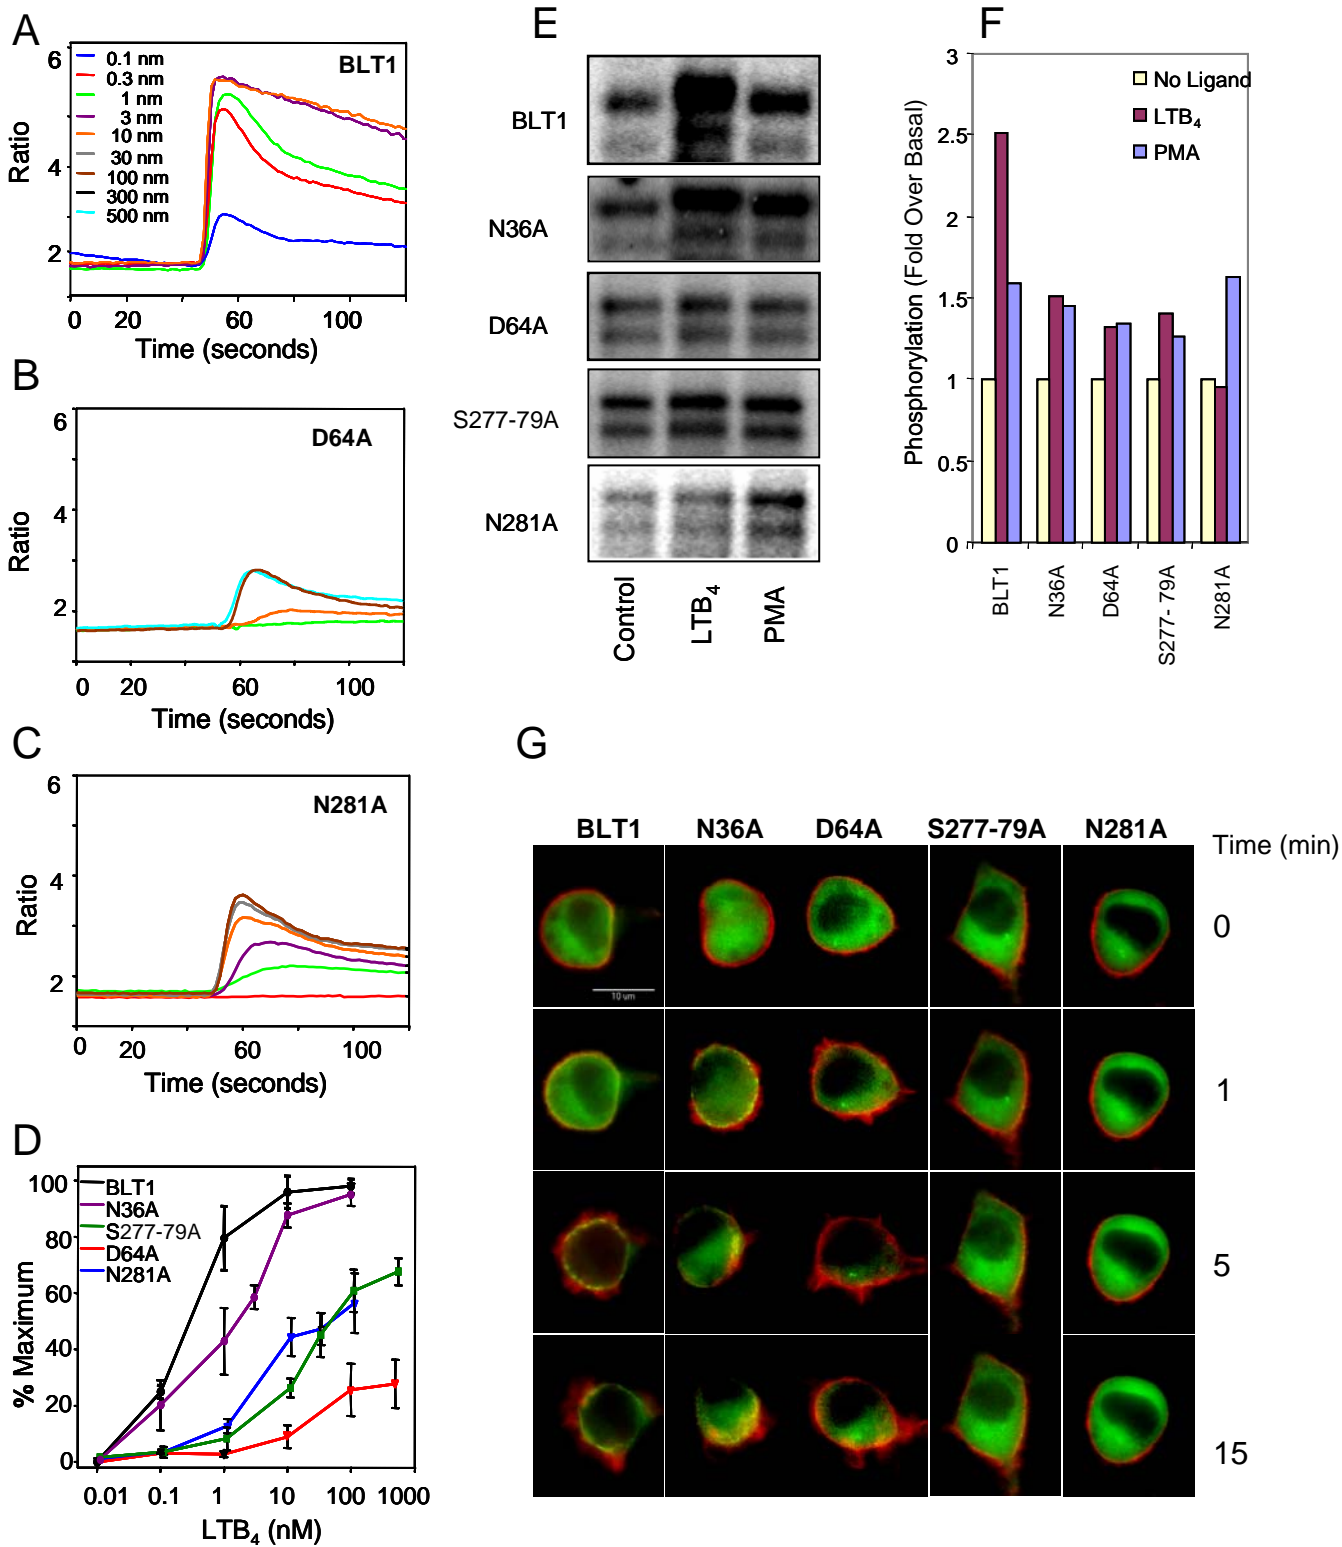 A
6
4
2
Ratio
0.1 nm
0.3 nm
1 nm
3 nm
10 nm
30 nm
100 nm
300 nm
500 nm
BLT1
0 20 60 100
Time (seconds)
B
6
4
2
Ratio
D64A
0 20 60 100
Time (seconds)
C
6
4
2
Ratio
N281A
0 20 60 100
Time (seconds)
D
100
80
60
40
20
0
% Maximum
BLT1
N36A
S277-79A
D64A
N281A
0.01 0.1 1 10 100 1000
LTB4 (nM)
E
BLT1
N36A
D64A
S277-79A
N281A
Control
LTB4
PMA
F
3
2.5
2
1.5
1
0.5
0
Phosphorylation (Fold Over Basal)
No Ligand
LTB4
PMA
BLT1
N36A
D64A
S277- 79A
N281A
G
BLT1 N36A D64A S277-79A N281A
Time (min)
0
10 um
1
5
15